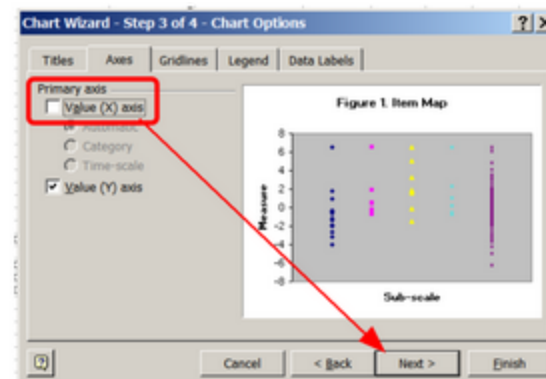 Chart Wizard - Step 3 of 4 - Chart Options
Titles Axes Gridlines Legend Data Labels
Primary axis
Value (X) axis
Automatic
Category
Time-scale
Value (Y) axis
Figure 1. Item Map
Measure
8
6
4
2
0
-2
-4
-6
-8
Sub-scale
Cancel < Back Next > Finish